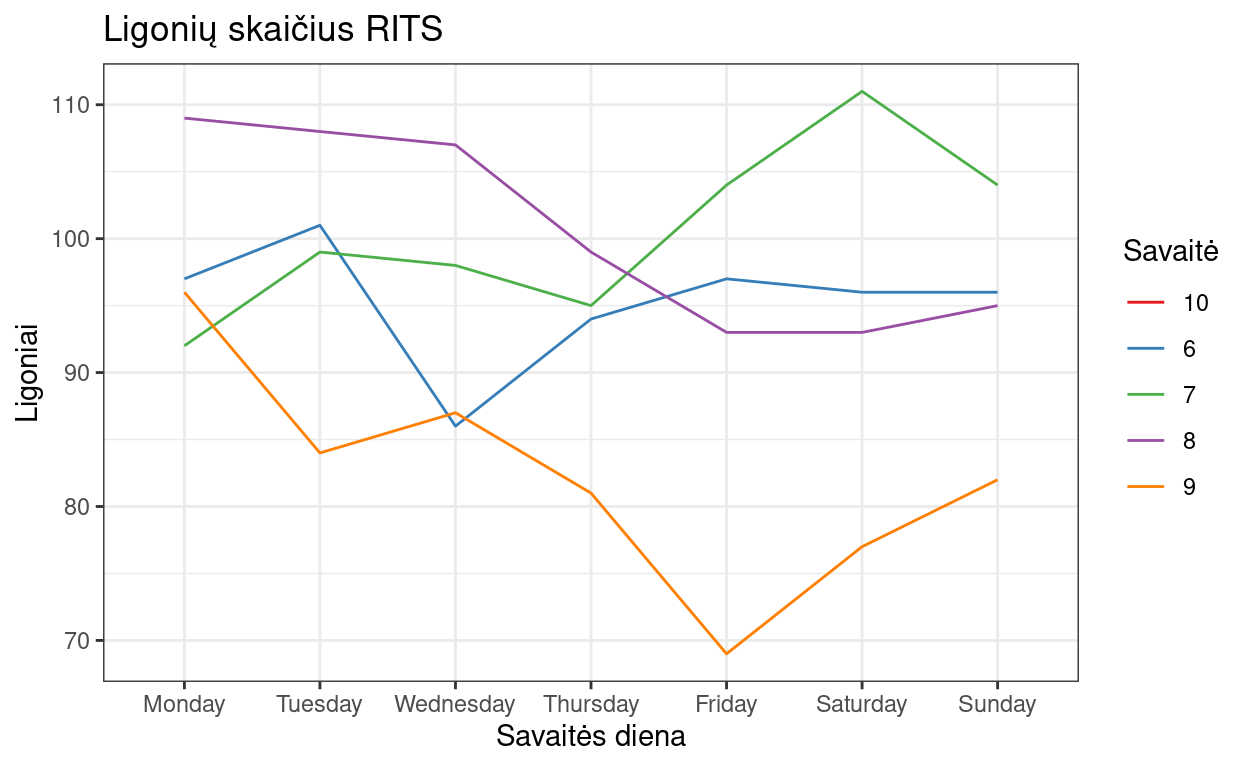 Ligonių skaičius RITS
Ligoniai
110
100
90
80
70
Monday Tuesday Wednesday Thursday Friday Saturday Sunday
Savaitės diena
Savaitė
10
6
7
8
9